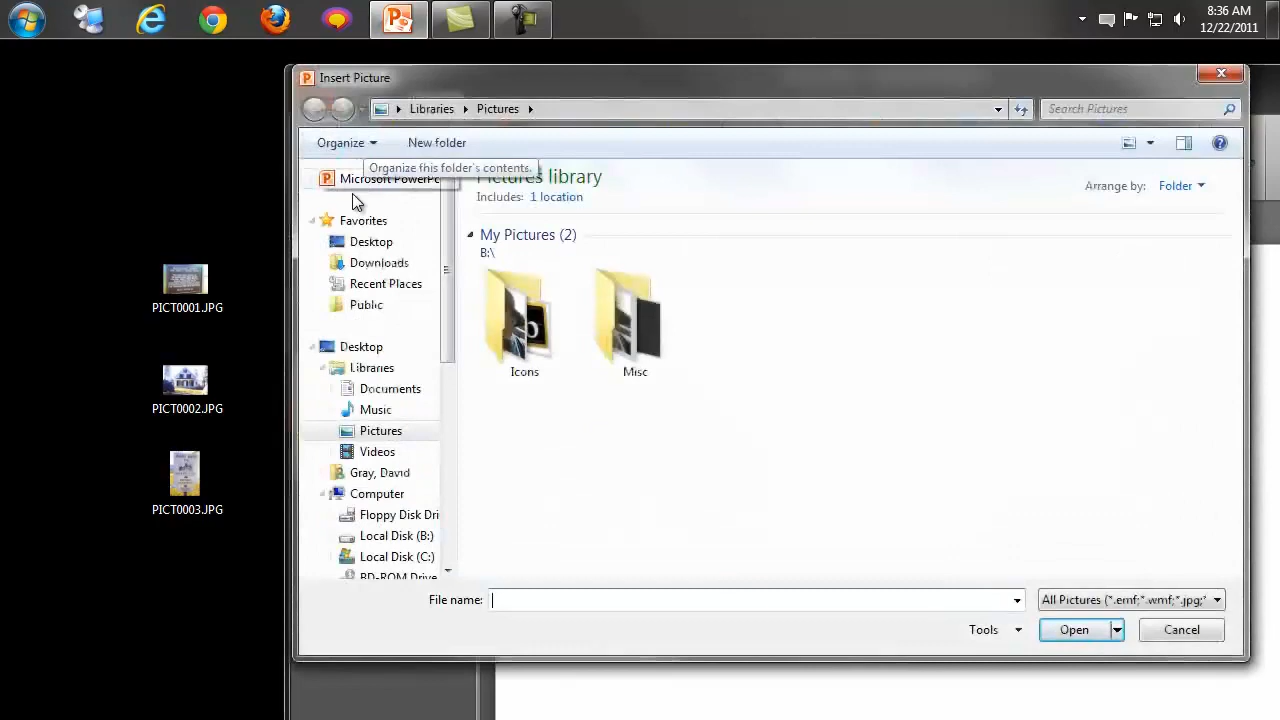 8:36 AM
12/22/2011
Insert Picture
Libraries
Pictures
Search Pictures
Organize
New folder
Organize this folder's contents.
Microsoft PowerPo
Favorites
Desktop
Downloads
Recent Places
Public
Desktop
Libraries
Documents
Music
Pictures
Videos
Gray, David
Computer
Floppy Disk Dri
Local Disk (B:)
Local Disk (C:)
BD-ROM Drive
Pictures library
Includes: 1 location
Arrange by: Folder
My Pictures (2)
B:\
Icons
Misc
File name:
All Pictures (*.emf;*.wmf;*.jpg;*
Tools
Open
Cancel
PICT0001.JPG
PICT0002.JPG
PICT0003.JPG